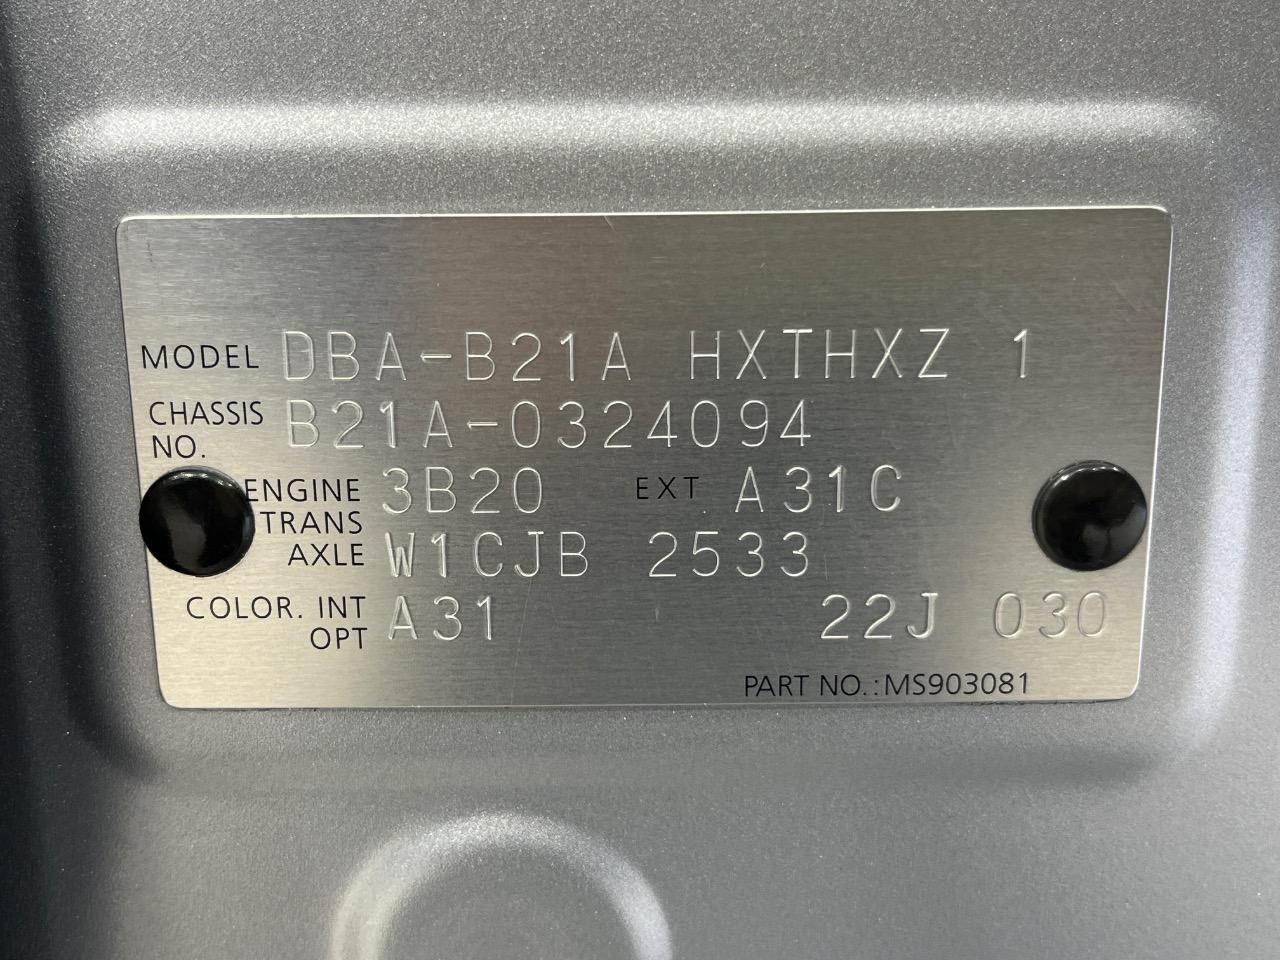 MODEL DBA-B21A HXTHXZ 1
CHASSIS NO. B21A-0324094
ENGINE 3B20 EXT A31C
TRANS AXLE W1CJB 2533
COLOR. INT OPT A31 22J 030
PART NO.:MS903081